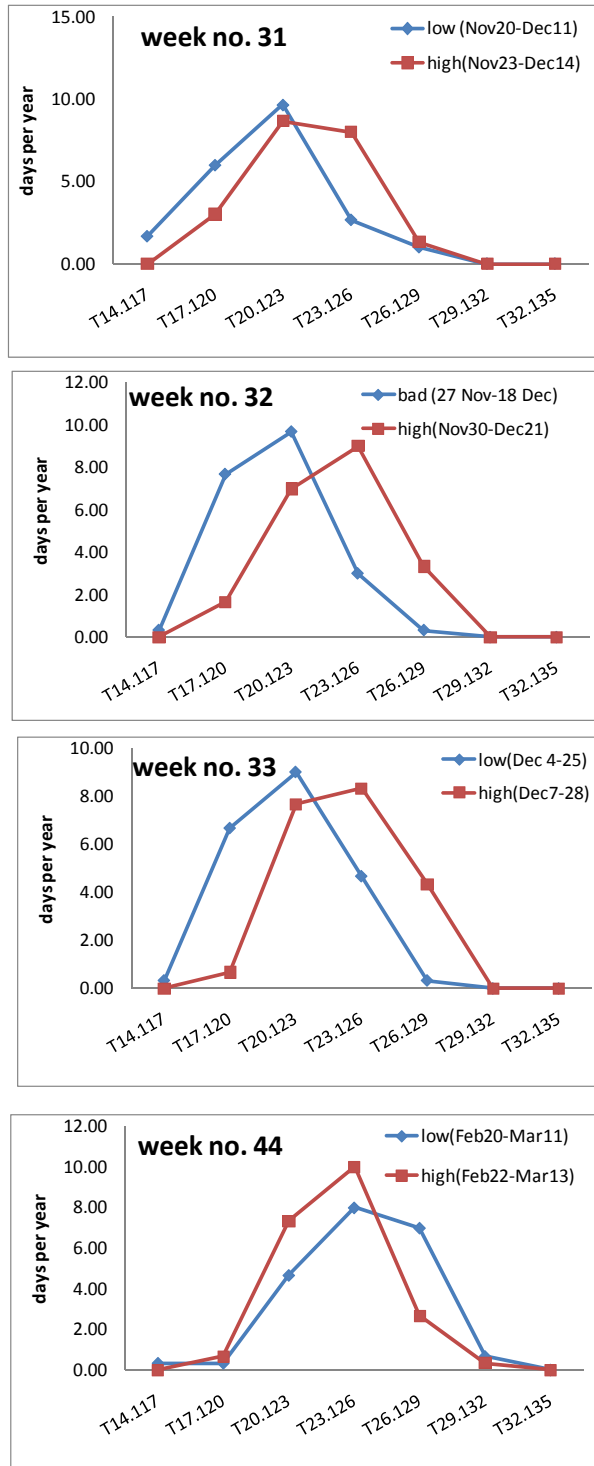 week no. 31
low (Nov20-Dec11)
high(Nov23-Dec14)
days per year
15.00
10.00
5.00
0.00
T14.117 T17.120 T20.123 T23.126 T26.129 T29.132 T32.135
week no. 32
bad (27 Nov-18 Dec)
high(Nov30-Dec21)
12.00
10.00
8.00
6.00
4.00
2.00
0.00
T14.117 T17.120 T20.123 T23.126 T26.129 T29.132 T32.135
week no. 33
low(Dec 4-25)
high(Dec7-28)
days per year
10.00
8.00
6.00
4.00
2.00
0.00
T14.117 T17.120 T20.123 T23.126 T26.129 T29.132 T32.135
week no. 44
low(Feb20-Mar11)
high(Feb22-Mar13)
days per year
12.00
10.00
8.00
6.00
4.00
2.00
0.00
T14.117 T17.120 T20.123 T23.126 T26.129 T29.132 T32.135